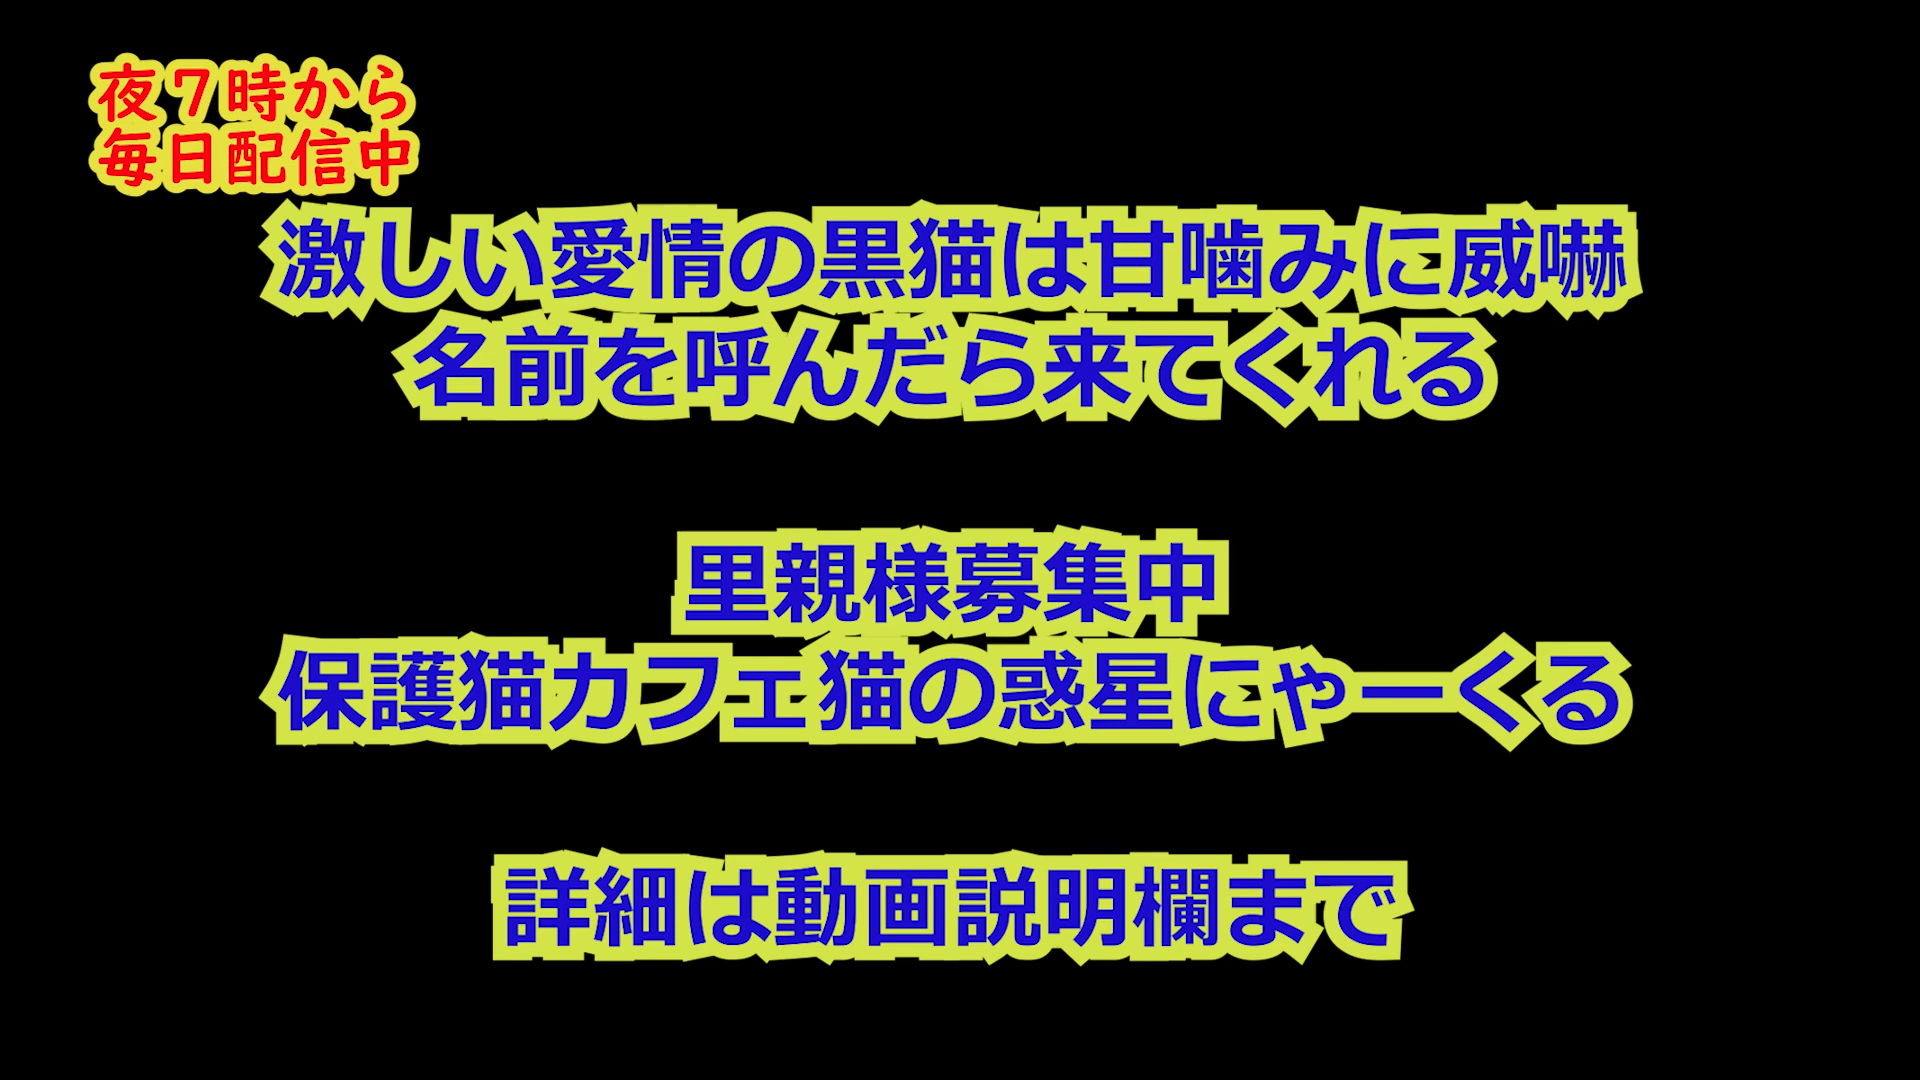 夜7時から
毎日配信中
激しい愛情の黒猫は甘噛みに威嚇
名前を呼んだら来てくれる
里親様募集中
保護猫カフェ猫の惑星にゃーくる
詳細は動画説明欄まで